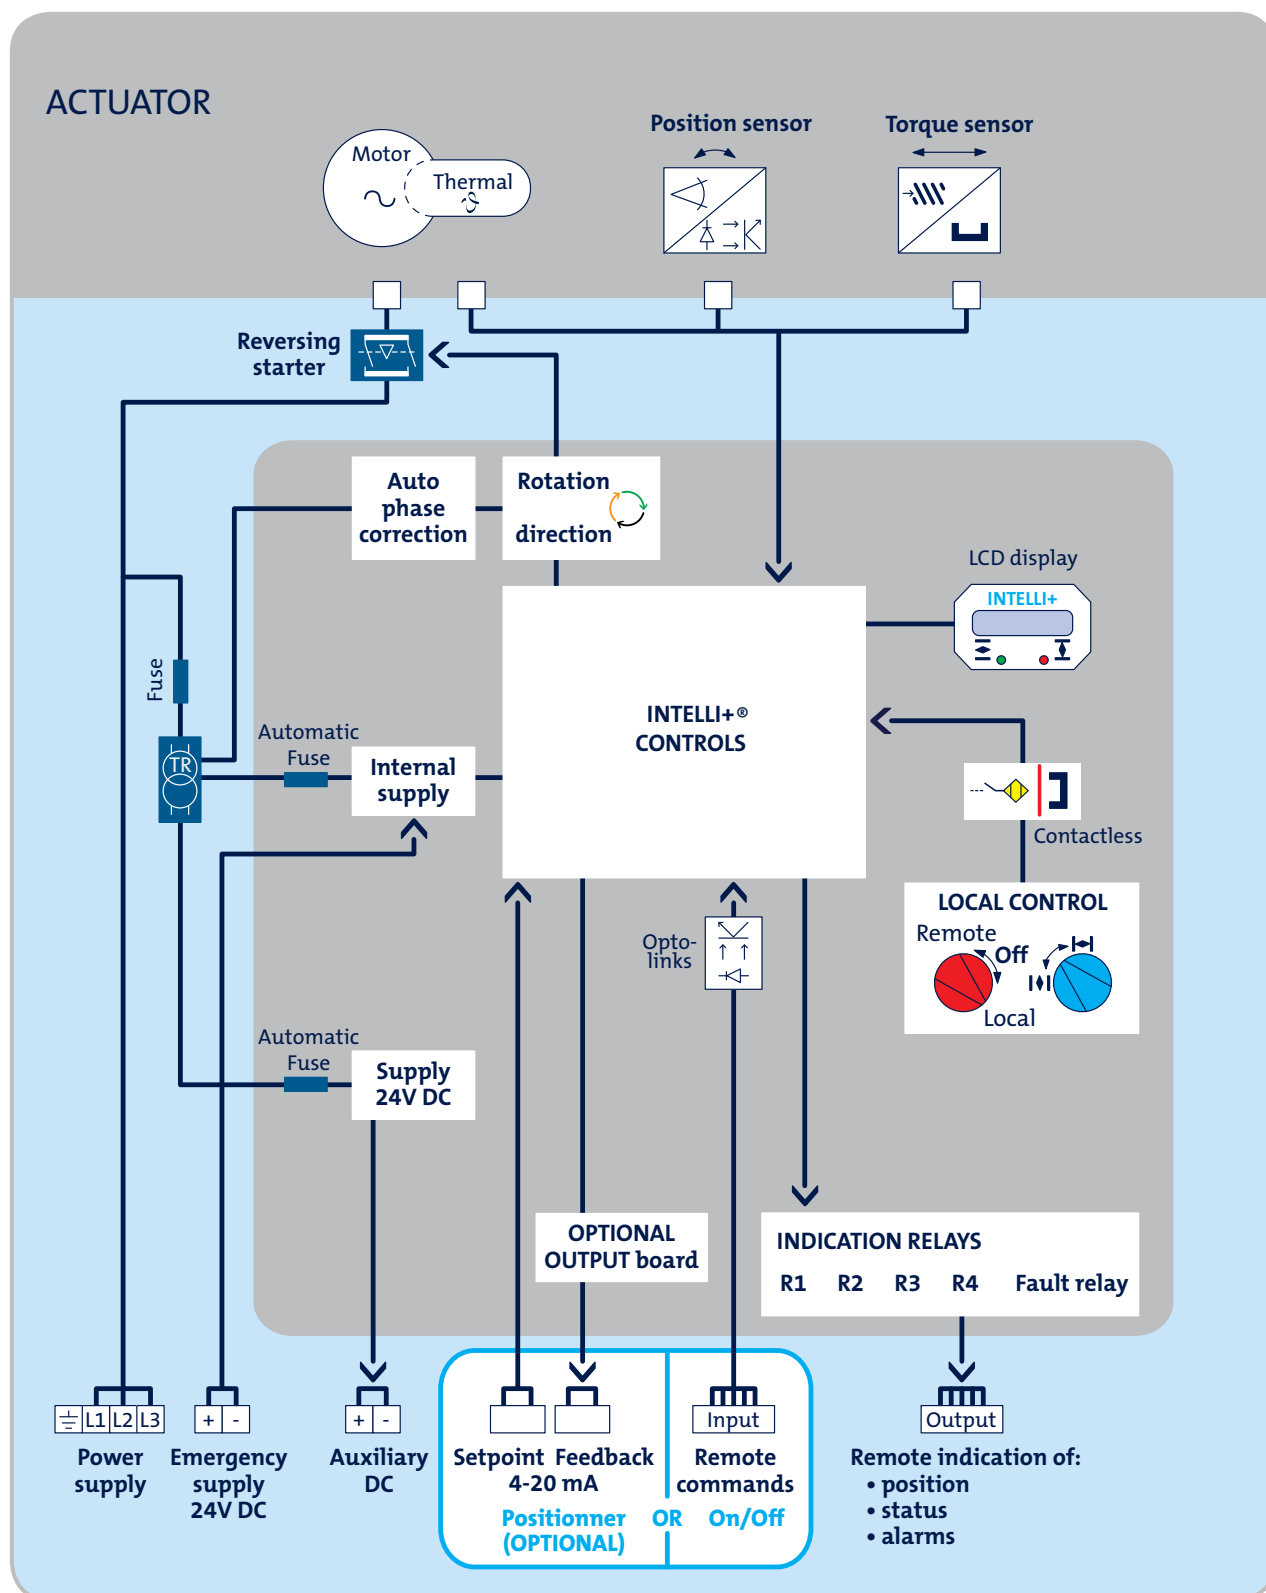 ACTUATOR
Position sensor
Torque sensor
Motor
Thermal
Reversing
starter
Auto
phase
correction
Rotation
direction
LCD display
INTELLI+
Fuse
TR
Automatic
Fuse
Internal
supply
INTELLI+®
CONTROLS
Contactless
LOCAL CONTROL
Remote
Off
Local
Opto-
links
Automatic
Fuse
Supply
24V DC
OPTIONAL
OUTPUT board
INDICATION RELAYS
R1 R2 R3 R4 Fault relay
L1 L2 L3
+ -
+ -
Input
Output
Power
supply
Emergency
supply
24V DC
Auxiliary
DC
Setpoint Feedback
4-20 mA
Remote
commands
Positionner
(OPTIONAL)
OR
On/Off
Remote indication of:
• position
• status
• alarms